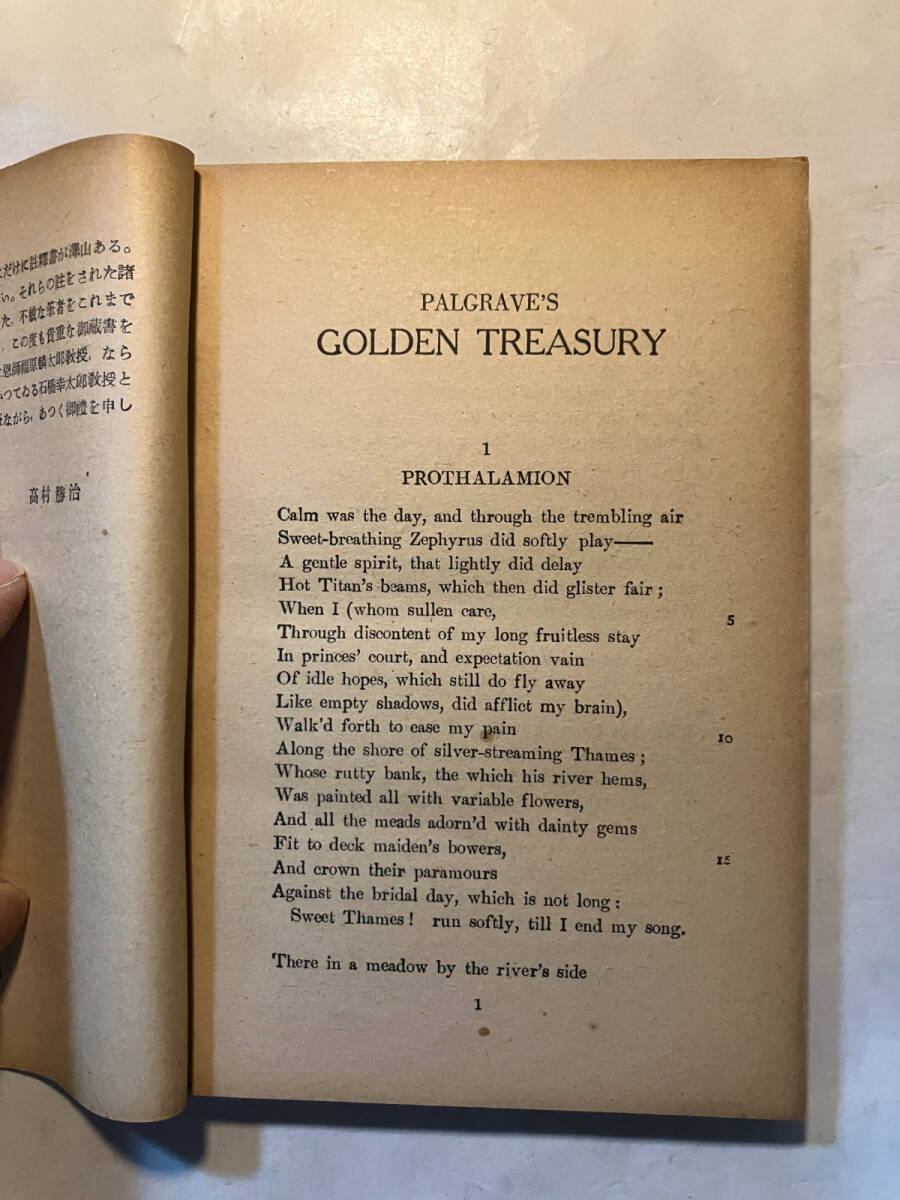 だけに註釋書が澤山ある。
い。それらの註をされた諸
た。不敏な筆者をこれまで
、この度も貴重な御蔵書を
恩師福原麟太郎教授，なら
つてゐる石橋幸太郎教授と
ながら，あつく御禮を申し
高村勝治
PALGRAVE'S
GOLDEN TREASURY
1
PROTHALAMION
Calm was the day, and through the trembling air
Sweet-breathing Zephyrus did softly play——
A gentle spirit, that lightly did delay
Hot Titan's beams, which then did glister fair;
When I (whom sullen care, 5
Through discontent of my long fruitless stay
In princes' court, and expectation vain
Of idle hopes, which still do fly away
Like empty shadows, did afflict my brain),
Walk'd forth to ease my pain 10
Along the shore of silver-streaming Thames;
Whose rutty bank, the which his river hems,
Was painted all with variable flowers,
And all the meads adorn'd with dainty gems
Fit to deck maiden's bowers, 15
And crown their paramours
Against the bridal day, which is not long:
Sweet Thames! run softly, till I end my song.
There in a meadow by the river's side
1